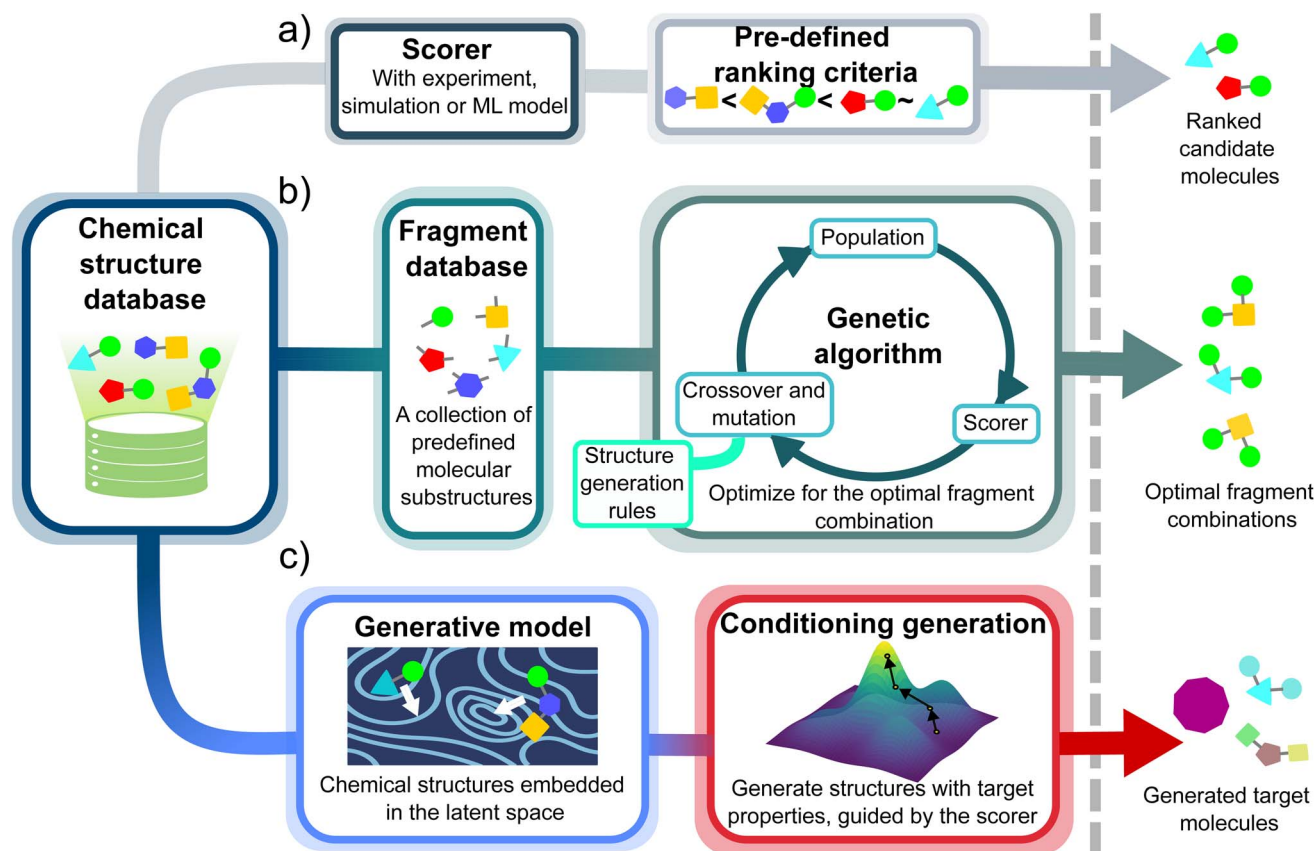 a)
Scorer
With experiment,
simulation or ML model
Pre-defined
ranking criteria
< < ~
Ranked
candidate
molecules
b)
Chemical
structure
database
Fragment
database
A collection of
predefined
molecular
substructures
Population
Genetic
algorithm
Crossover and
mutation
Scorer
Structure
generation
rules
Optimize for the optimal fragment
combination
Optimal fragment
combinations
c)
Generative model
Chemical structures embedded
in the latent space
Conditioning generation
Generate structures with target
properties, guided by the scorer
Generated target
molecules